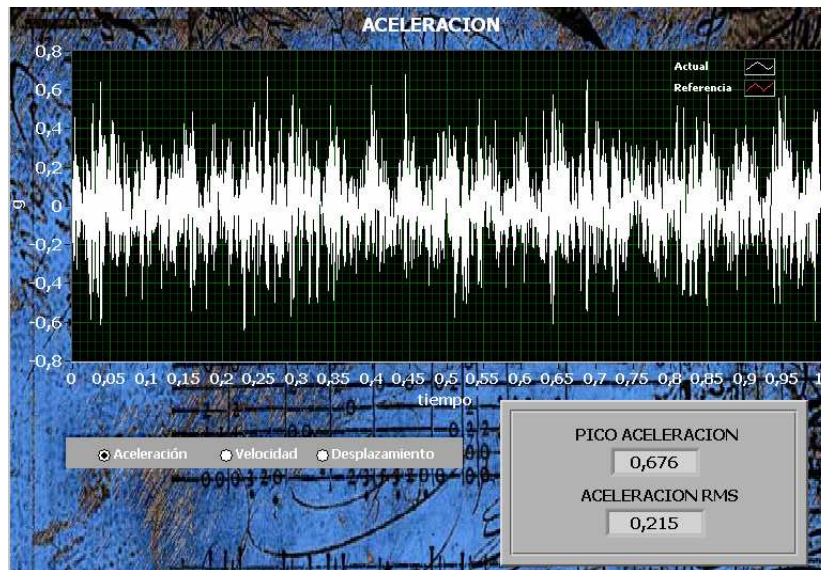 ACELERACION
Actual
Referencia
0,8
0,6
0,4
0,2
0
-0,2
-0,4
-0,6
-0,8
g
0 0,05 0,1 0,15 0,2 0,25 0,3 0,35 0,4 0,45 0,5 0,55 0,6 0,65 0,7 0,75 0,8 0,85 0,9 0,95 1
tiempo
Aceleración Velocidad Desplazamiento
PICO ACELERACION
0,676
ACELERACION RMS
0,215